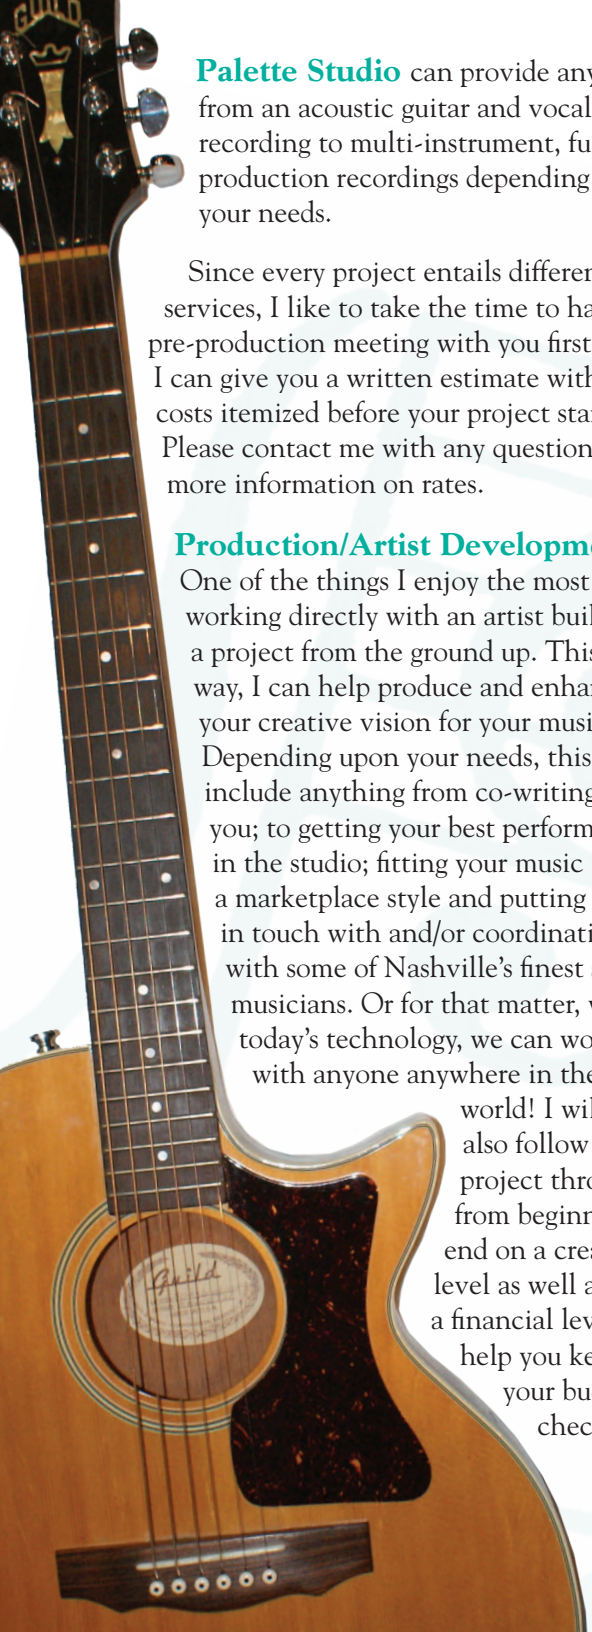 GUILD
Palette Studio can provide any
from an acoustic guitar and vocal
recording to multi-instrument, fu
production recordings depending
your needs.
Since every project entails differen
services, I like to take the time to ha
pre-production meeting with you first
I can give you a written estimate with
costs itemized before your project star
Please contact me with any question
more information on rates.
Production/Artist Developme
One of the things I enjoy the most
working directly with an artist buil
a project from the ground up. This
way, I can help produce and enhan
your creative vision for your musi
Depending upon your needs, this
include anything from co-writing
you; to getting your best perform
in the studio; fitting your music
a marketplace style and putting
in touch with and/or coordinati
with some of Nashville's finest
musicians. Or for that matter, w
today's technology, we can wo
with anyone anywhere in the
world! I wil
also follow
project thro
from beginn
end on a crea
level as well a
a financial lev
help you ke
your bu
chec
Guild